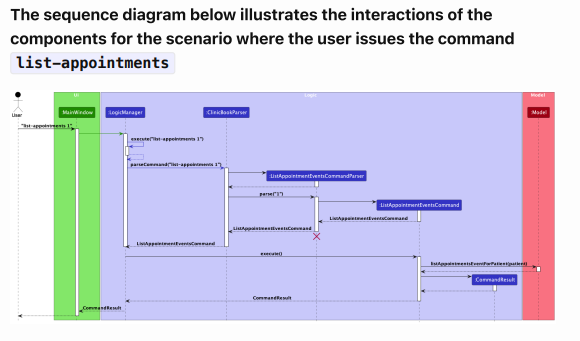 The sequence diagram below illustrates the interactions of the
components for the scenario where the user issues the command
list-appointments
UI
Logic
Model
User
:MainWindow
:LogicManager
:ClinicBookParser
:Model
"list-appointments 1"
execute("list-appointments 1")
parseCommand("list-appointments 1")
:ListAppointmentEventsCommandParser
parse("1")
:ListAppointmentEventsCommand
ListAppointmentEventsCommand
ListAppointmentEventsCommand
ListAppointmentEventsCommand
execute()
listAppointmentsEventForPatient(patient)
:CommandResult
CommandResult
CommandResult